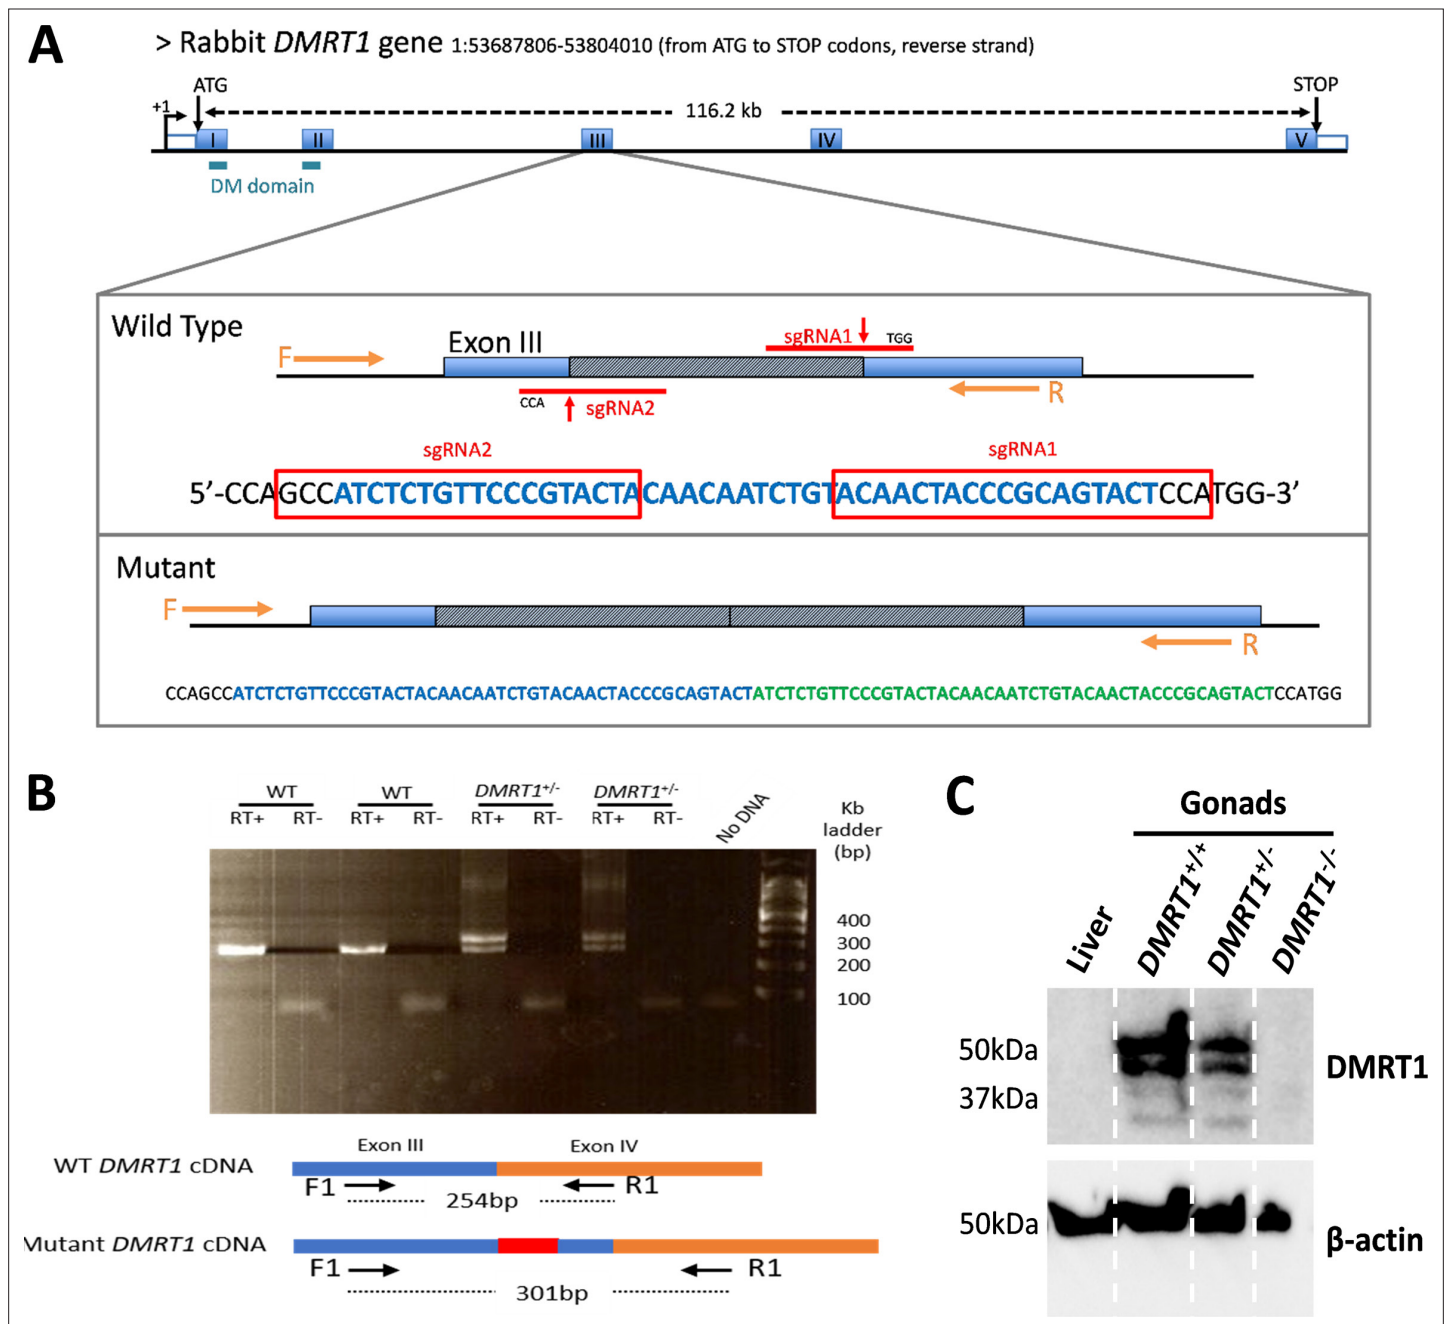 A
> Rabbit DMRT1 gene 1:53687806-53804010 (from ATG to STOP codons, reverse strand)
ATG
STOP
+1
116.2 kb
I
II
III
IV
V
DM domain
Wild Type
Exon III
sgRNA1
TGG
F
R
CCA
sgRNA2
sgRNA2
sgRNA1
5’-CCAGCCATCTCTGTTCCCGTACTACAACAATCTGTACAACTACCCGCAGTACTCCATGG-3’
Mutant
F
R
CCAGCCATCTCTGTTCCCGTACTACAACAATCTGTACAACTACCCGCAGTACTATCTCTGTTCCCGTACTACAACAATCTGTACAACTACCCGCAGTACTCCATGG
B
WT
WT
DMRT1+/-
DMRT1+/-
RT+
RT-
RT+
RT-
RT+
RT-
RT+
RT-
No DNA
Kb
ladder
(bp)
400
300
200
100
Exon III
Exon IV
WT DMRT1 cDNA
F1
R1
254bp
Mutant DMRT1 cDNA
F1
R1
301bp
C
Gonads
Liver
DMRT1+/+
DMRT1+/-
DMRT1-/-
50kDa
37kDa
DMRT1
50kDa
β-actin